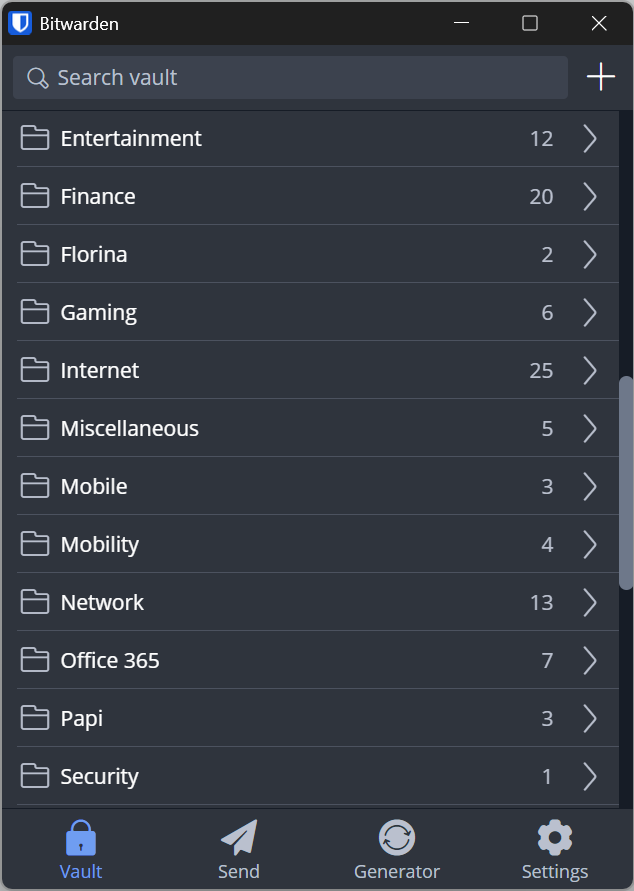 Bitwarden
Search vault
Entertainment 12
Finance 20
Florina 2
Gaming 6
Internet 25
Miscellaneous 5
Mobile 3
Mobility 4
Network 13
Office 365 7
Papi 3
Security 1
Vault Send Generator Settings